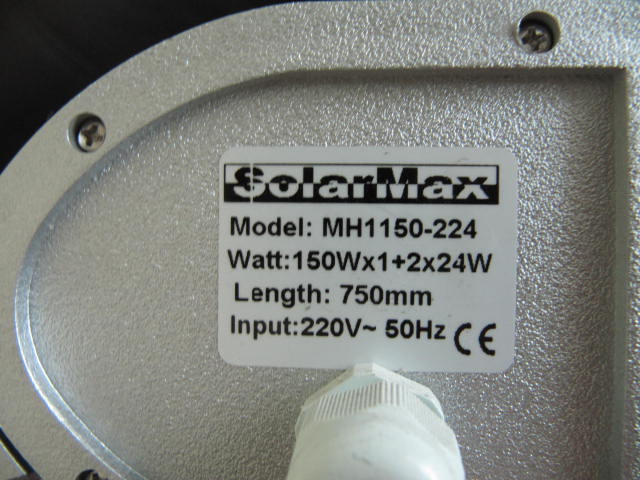 SolarMax
Model: MH1150-224
Watt:150Wx1+2x24W
Length: 750mm
Input:220V~ 50Hz CE